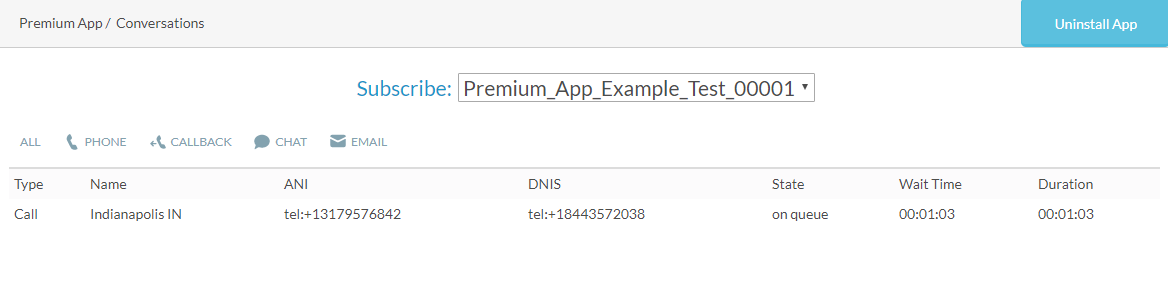 Premium App / Conversations
Uninstall App
Subscribe: Premium_App_Example_Test_00001
ALL PHONE CALLBACK CHAT EMAIL
Type Name ANI DNIS State Wait Time Duration
Call Indianapolis IN tel:+13179576842 tel:+18443572038 on queue 00:01:03 00:01:03